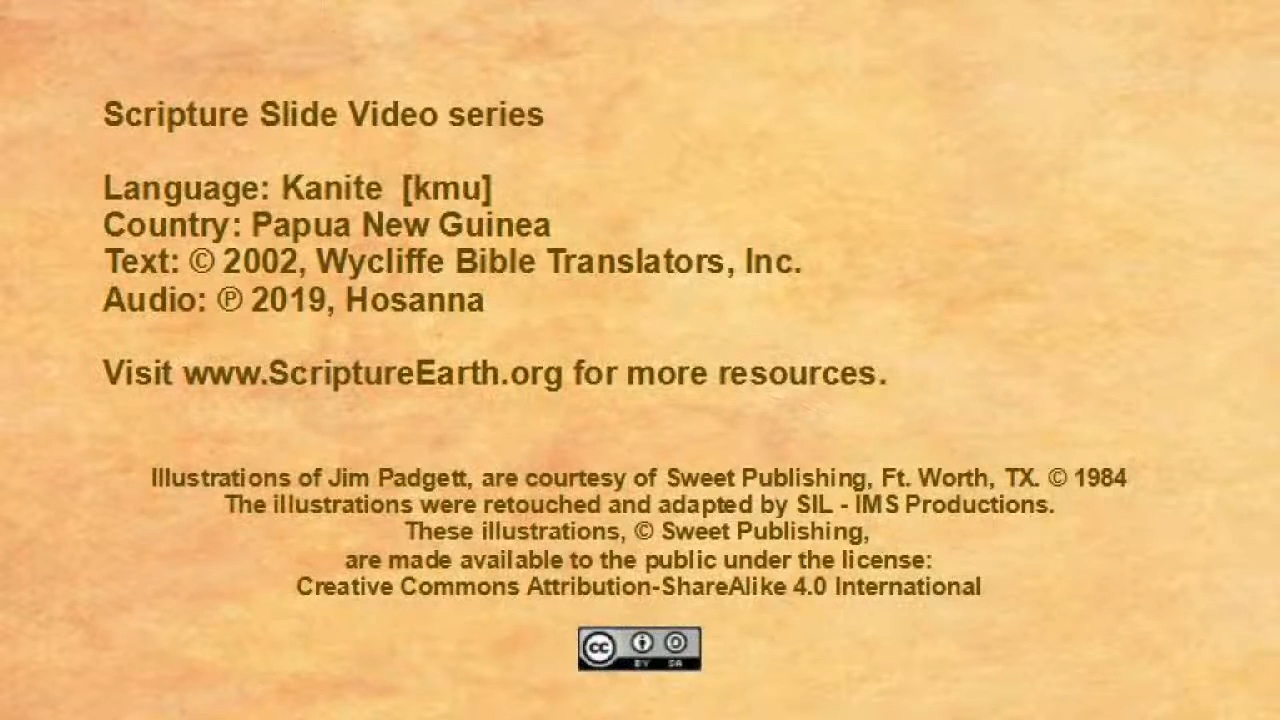 Scripture Slide Video series
Language: Kanite [kmu]
Country: Papua New Guinea
Text: © 2002, Wycliffe Bible Translators, Inc.
Audio: ℗ 2019, Hosanna
Visit www.ScriptureEarth.org for more resources.
Illustrations of Jim Padgett, are courtesy of Sweet Publishing, Ft. Worth, TX. © 1984
The illustrations were retouched and adapted by SIL - IMS Productions.
These illustrations, © Sweet Publishing,
are made available to the public under the license:
Creative Commons Attribution-ShareAlike 4.0 International
cc BY SA